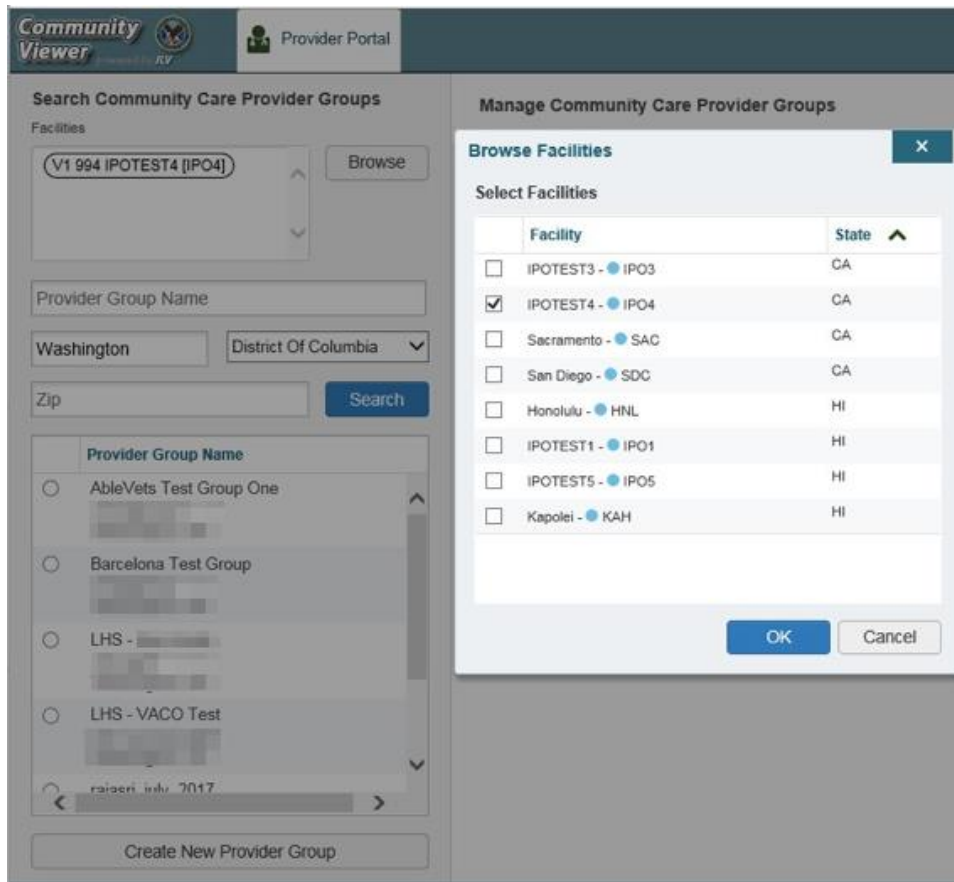 Community
Viewer
powered by JLV
Provider Portal
Search Community Care Provider Groups
Facilities
V1 994 IPOTEST4 [IPO4]
Browse
Provider Group Name
Washington
District Of Columbia
Zip
Search
Provider Group Name
AbleVets Test Group One
Barcelona Test Group
LHS -
LHS - VACO Test
rajasri_july_2017
Create New Provider Group
Manage Community Care Provider Groups
Browse Facilities
x
Select Facilities
Facility State
IPOTEST3 - IPO3 CA
IPOTEST4 - IPO4 CA
Sacramento - SAC CA
San Diego - SDC CA
Honolulu - HNL HI
IPOTEST1 - IPO1 HI
IPOTEST5 - IPO5 HI
Kapolei - KAH HI
OK Cancel